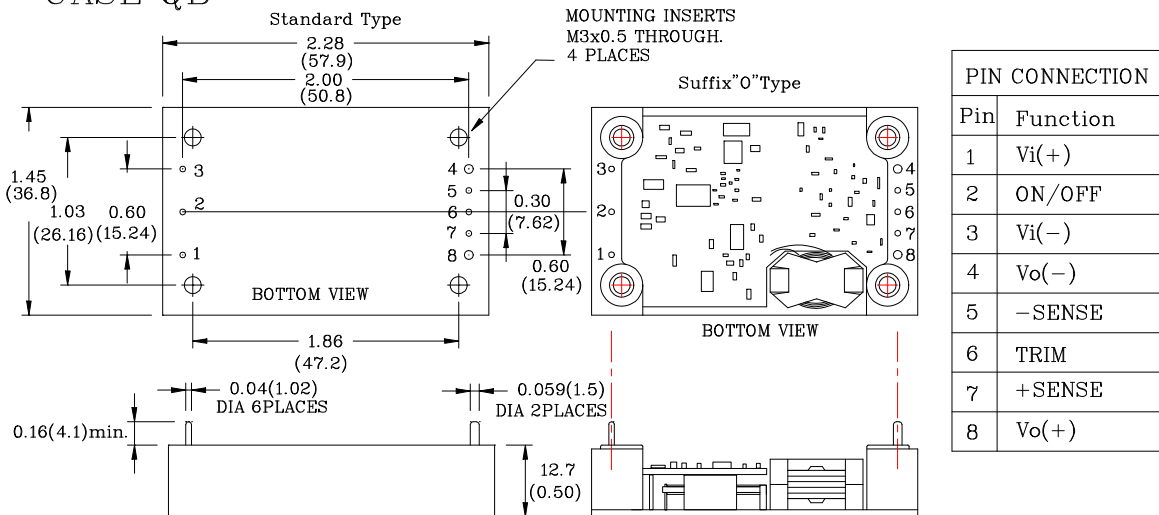 CASE QB
Standard Type
MOUNTING INSERTS
M3x0.5 THROUGH.
4 PLACES
2.28
(57.9)
2.00
(50.8)
1.45
(36.8)
1.03
(26.16)
0.60
(15.24)
3
2
1
4
5
6
7
8
0.30
(7.62)
0.60
(15.24)
BOTTOM VIEW
1.86
(47.2)
Suffix"O"Type
3
2
1
4
5
6
7
8
BOTTOM VIEW
0.04(1.02)
DIA 6PLACES
0.059(1.5)
DIA 2PLACES
0.16(4.1)min.
12.7
(0.50)
PIN CONNECTION
Pin Function
1 Vi(+)
2 ON/OFF
3 Vi(-)
4 Vo(-)
5 -SENSE
6 TRIM
7 +SENSE
8 Vo(+)